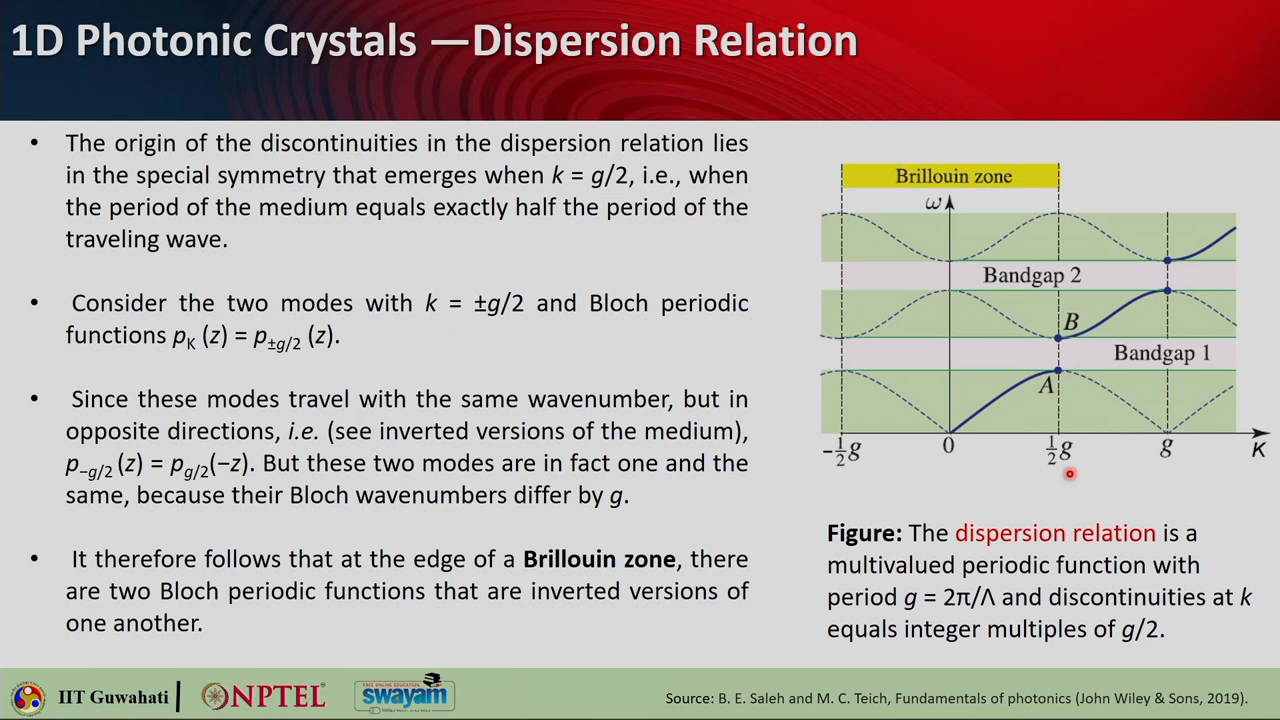 1D Photonic Crystals —Dispersion Relation
• The origin of the discontinuities in the dispersion relation lies
in the special symmetry that emerges when k = g/2, i.e., when
the period of the medium equals exactly half the period of the
traveling wave.
• Consider the two modes with k = ±g/2 and Bloch periodic
functions pK (z) = p±g/2 (z).
• Since these modes travel with the same wavenumber, but in
opposite directions, i.e. (see inverted versions of the medium),
p−g/2 (z) = pg/2(−z). But these two modes are in fact one and the
same, because their Bloch wavenumbers differ by g.
• It therefore follows that at the edge of a Brillouin zone, there
are two Bloch periodic functions that are inverted versions of
one another.
Brillouin zone
ω
Bandgap 2
B
Bandgap 1
A
−½g 0 ½g g K
Figure: The dispersion relation is a
multivalued periodic function with
period g = 2π/Λ and discontinuities at k
equals integer multiples of g/2.
IIT Guwahati
NPTEL
FREE ONLINE EDUCATION
swayam
Source: B. E. Saleh and M. C. Teich, Fundamentals of photonics (John Wiley & Sons, 2019).